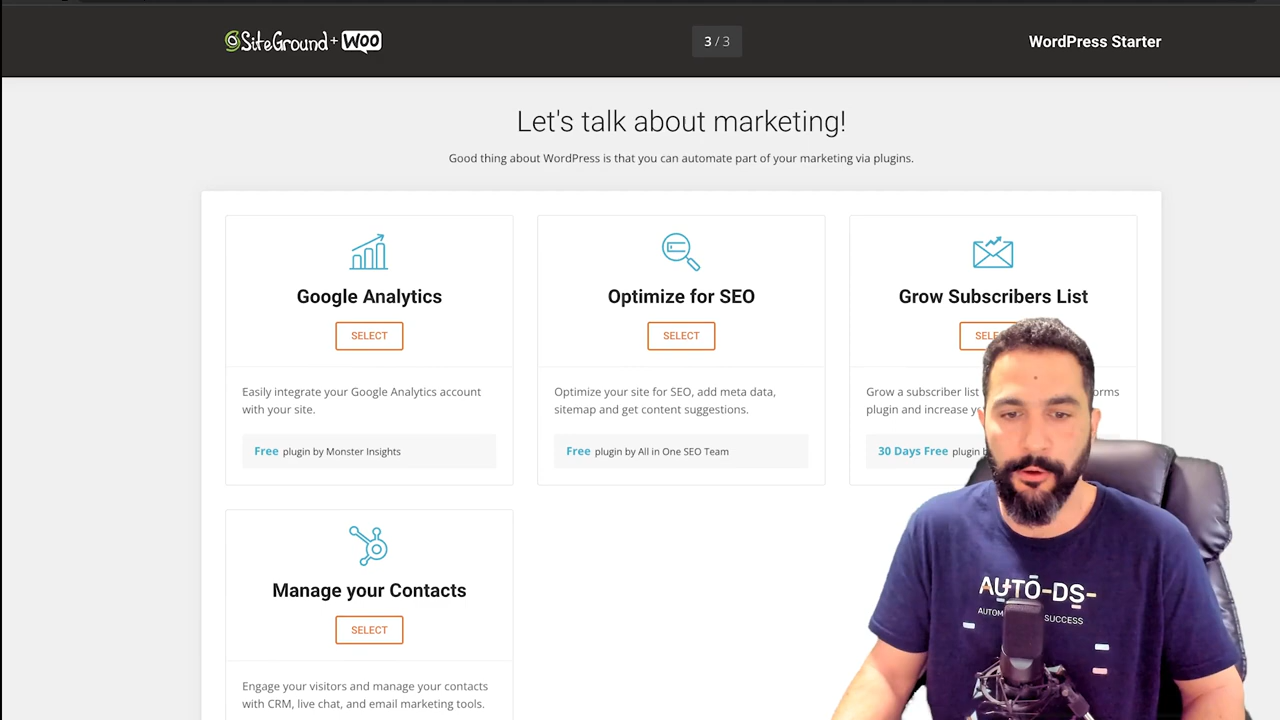 SiteGround + WOO
3 / 3
WordPress Starter
Let's talk about marketing!
Good thing about WordPress is that you can automate part of your marketing via plugins.
Google Analytics
SELECT
Easily integrate your Google Analytics account
with your site.
Free plugin by Monster Insights
Optimize for SEO
SELECT
Optimize your site for SEO, add meta data,
sitemap and get content suggestions.
Free plugin by All in One SEO Team
Grow Subscribers List
Grow a subscriber list
plugin and increase
30 Days Free plugin
Manage your Contacts
SELECT
Engage your visitors and manage your contacts
with CRM, live chat, and email marketing tools.
AUTO-DS-
SUCCESS